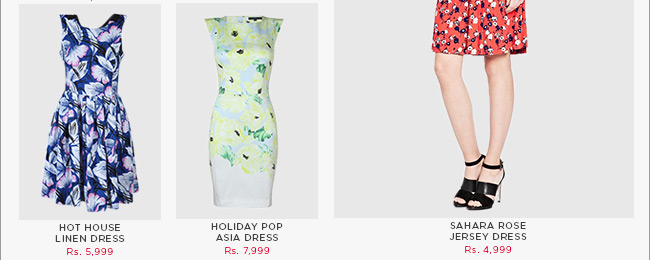 HOT HOUSE
LINEN DRESS
Rs. 5,999
HOLIDAY POP
ASIA DRESS
Rs. 7,999
SAHARA ROSE
JERSEY DRESS
Rs. 4,999